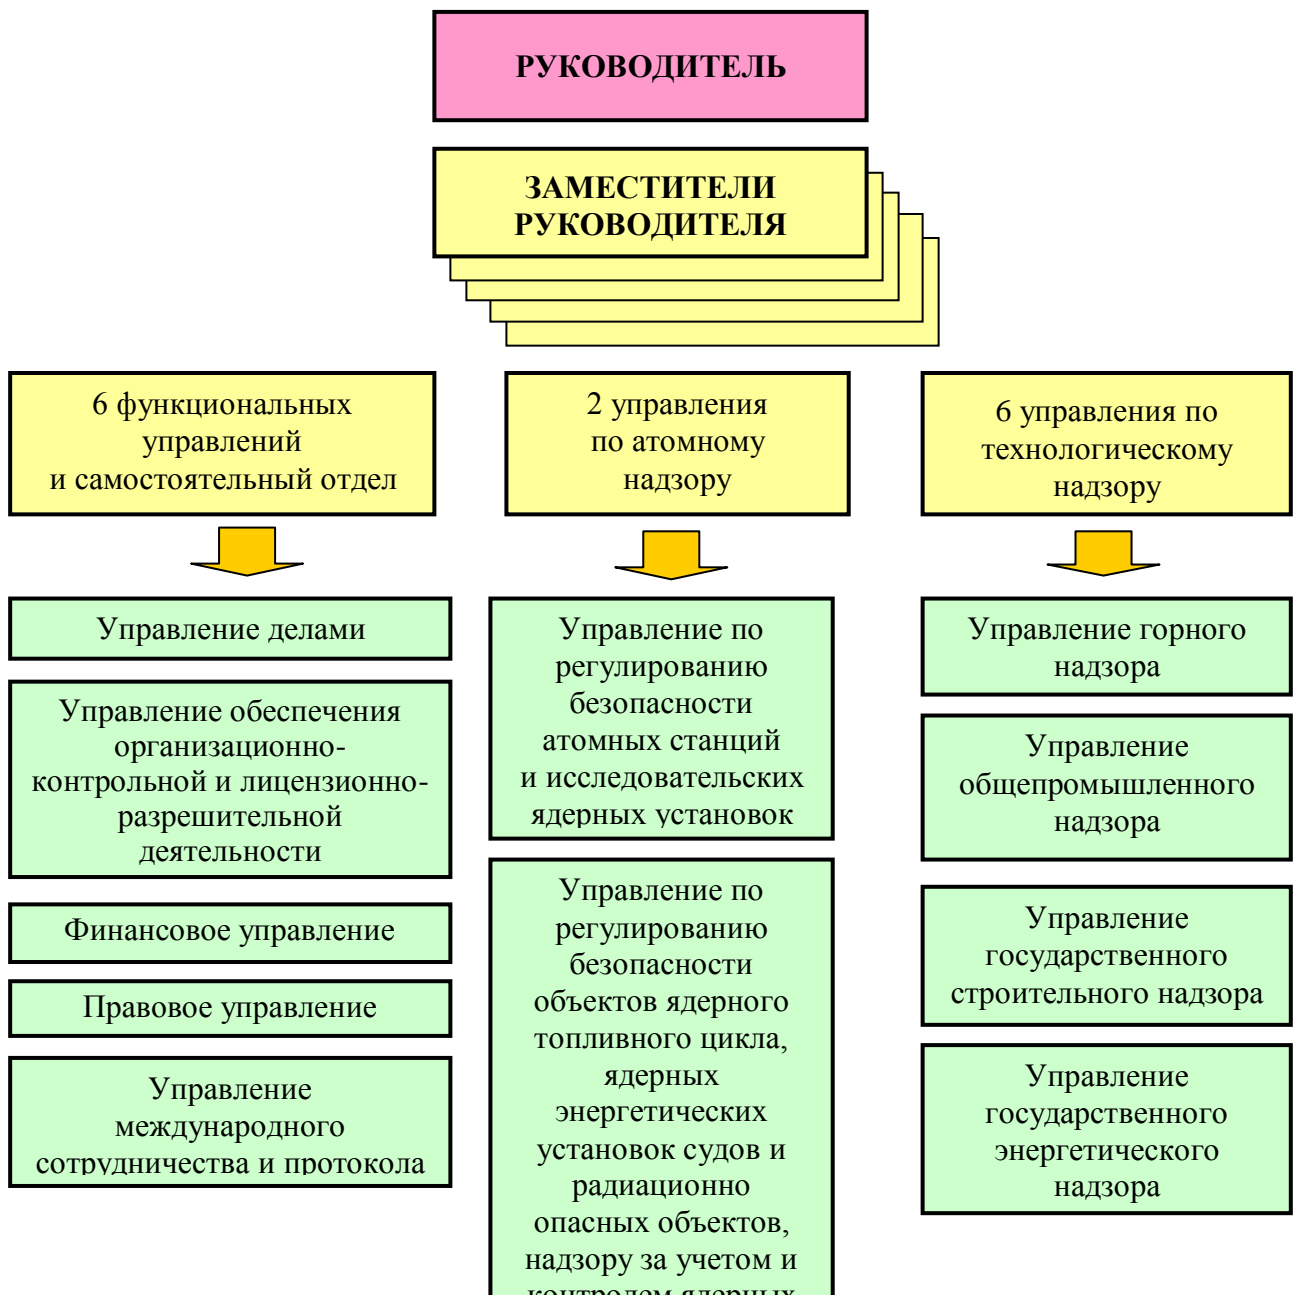 РУКОВОДИТЕЛЬ
ЗАМЕСТИТЕЛИ
РУКОВОДИТЕЛЯ
6 функциональных
управлений
и самостоятельный отдел
2 управления
по атомному
надзору
6 управления по
технологическому
надзору
Управление делами
Управление обеспечения
организационно-
контрольной и лицензионно-
разрешительной
деятельности
Финансовое управление
Правовое управление
Управление
международного
сотрудничества и протокола
Управление по
регулированию
безопасности
атомных станций
и исследовательских
ядерных установок
Управление по
регулированию
безопасности
объектов ядерного
топливного цикла,
ядерных
энергетических
установок судов и
радиационно
опасных объектов,
надзору за учетом и
контролем ядерных
Управление горного
надзора
Управление
общепромышленного
надзора
Управление
государственного
строительного надзора
Управление
государственного
энергетического
надзора